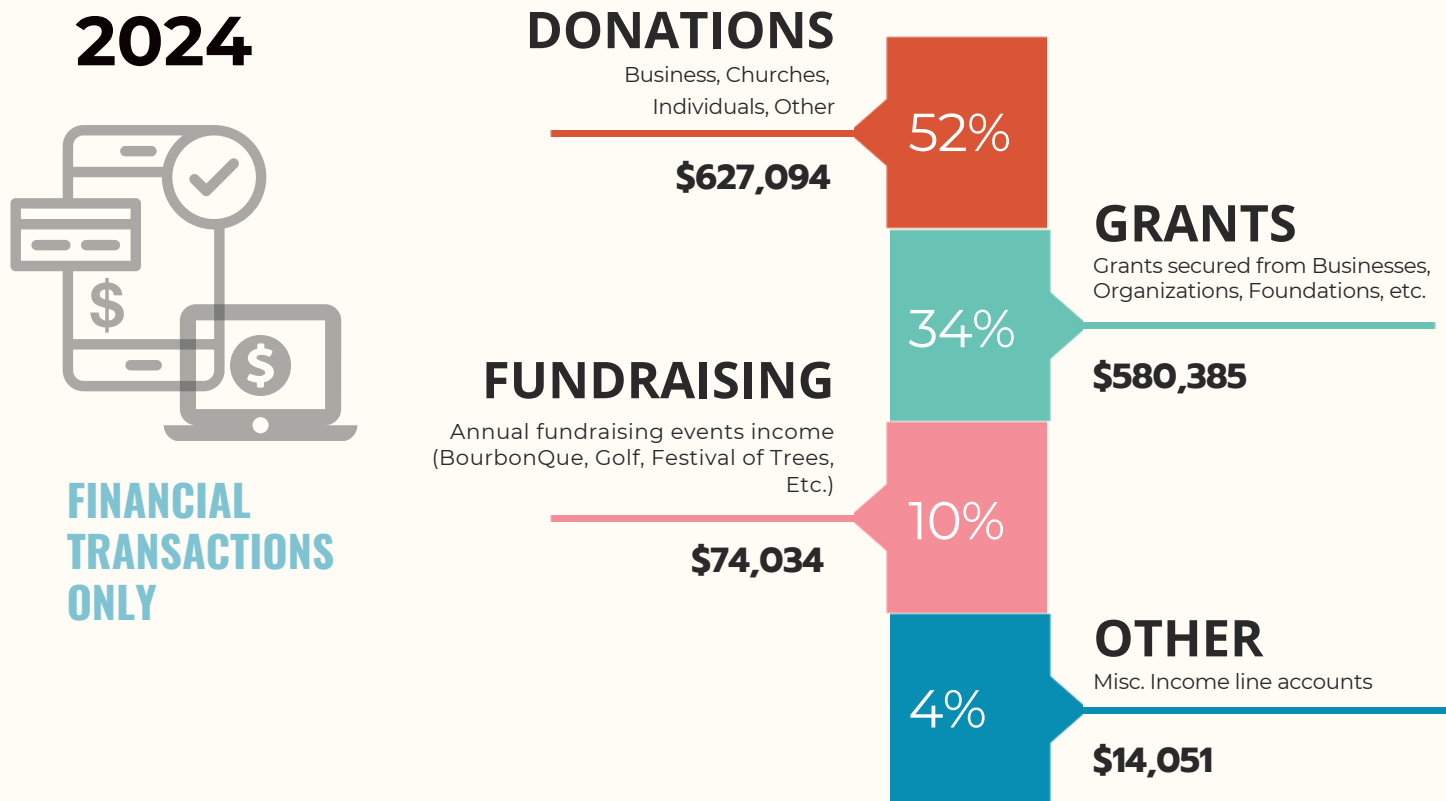 2024
DONATIONS
Business, Churches,
Individuals, Other
52%
$627,094
GRANTS
Grants secured from Businesses,
Organizations, Foundations, etc.
34%
$580,385
$
$
FUNDRAISING
Annual fundraising events income
(BourbonQue, Golf, Festival of Trees,
Etc.)
10%
$74,034
FINANCIAL
TRANSACTIONS
ONLY
OTHER
Misc. Income line accounts
4%
$14,051